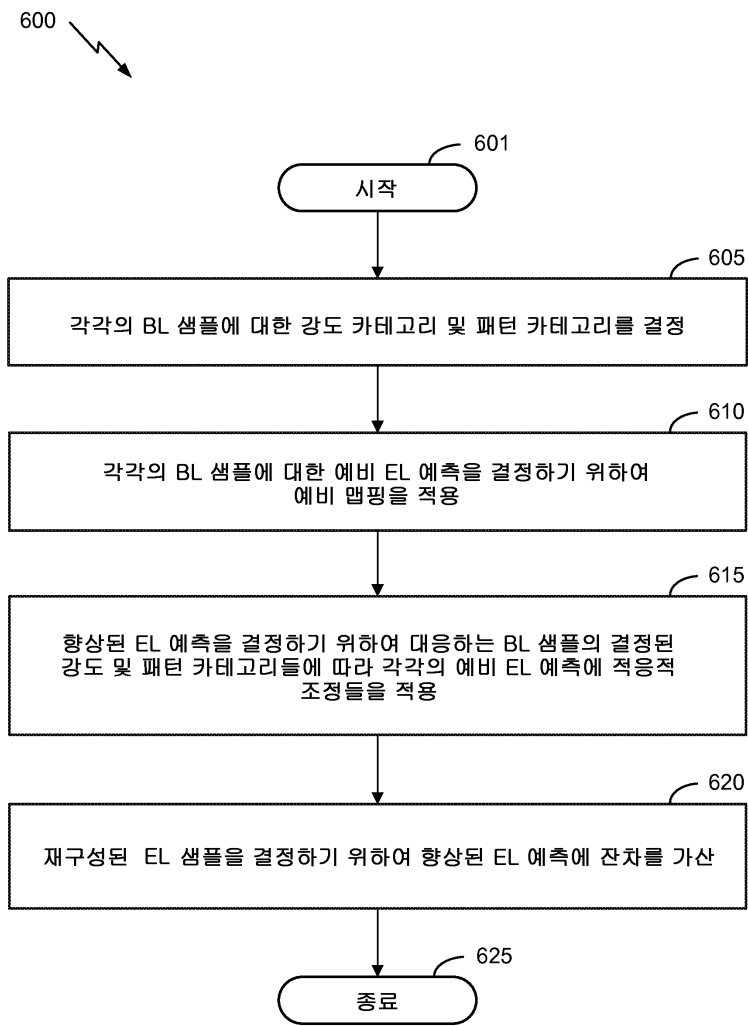 600
601
시작
605
각각의 BL 샘플에 대한 강도 카테고리 및 패턴 카테고리를 결정
610
각각의 BL 샘플에 대한 예비 EL 예측을 결정하기 위하여
예비 맵핑을 적용
615
향상된 EL 예측을 결정하기 위하여 대응하는 BL 샘플의 결정된
강도 및 패턴 카테고리들에 따라 각각의 예비 EL 예측에 적응적
조정들을 적용
620
재구성된 EL 샘플을 결정하기 위하여 향상된 EL 예측에 잔차를 가산
625
종료